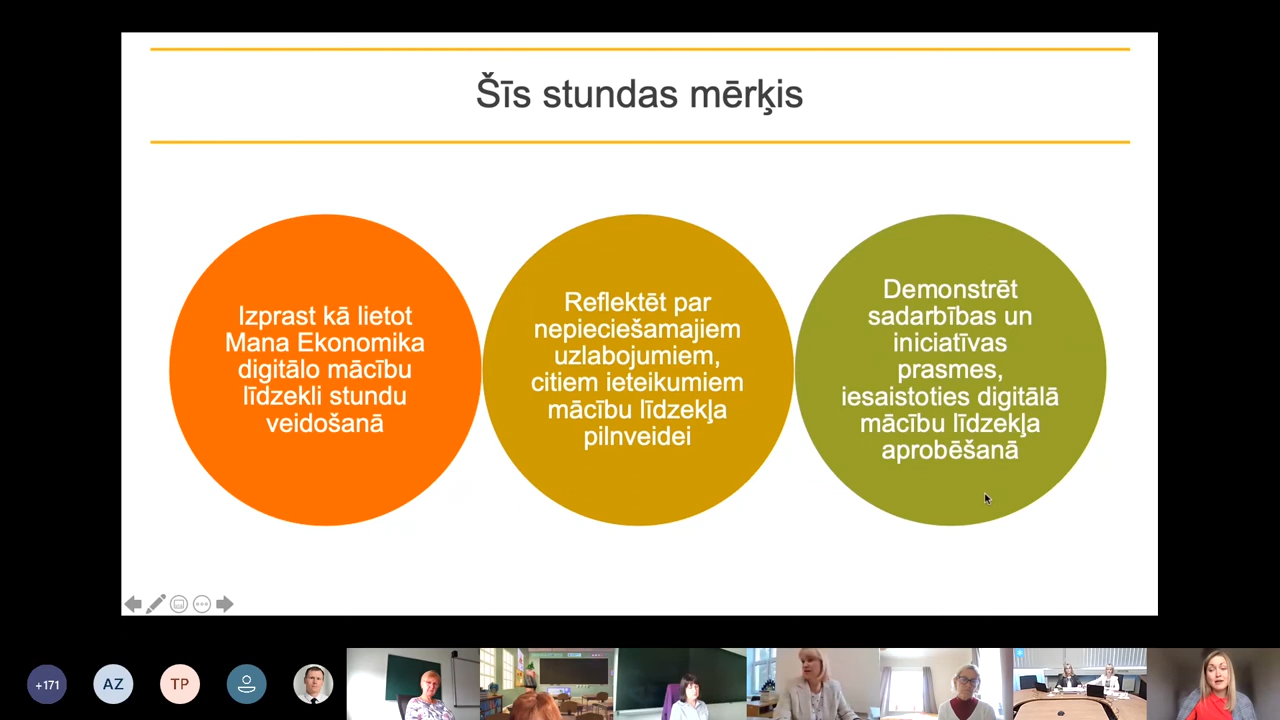 Šīs stundas mērķis
Izprast kā lietot
Mana Ekonomika
digitālo mācību
līdzekli stundu
veidošanā
Reflektēt par
nepieciešamajiem
uzlabojumiem,
citiem ieteikumiem
mācību līdzekļa
pilnveidei
Demonstrēt
sadarbības un
iniciatīvas
prasmes,
iesaistoties digitālā
mācību līdzekļa
aprobēšanā
+171
AZ
TP